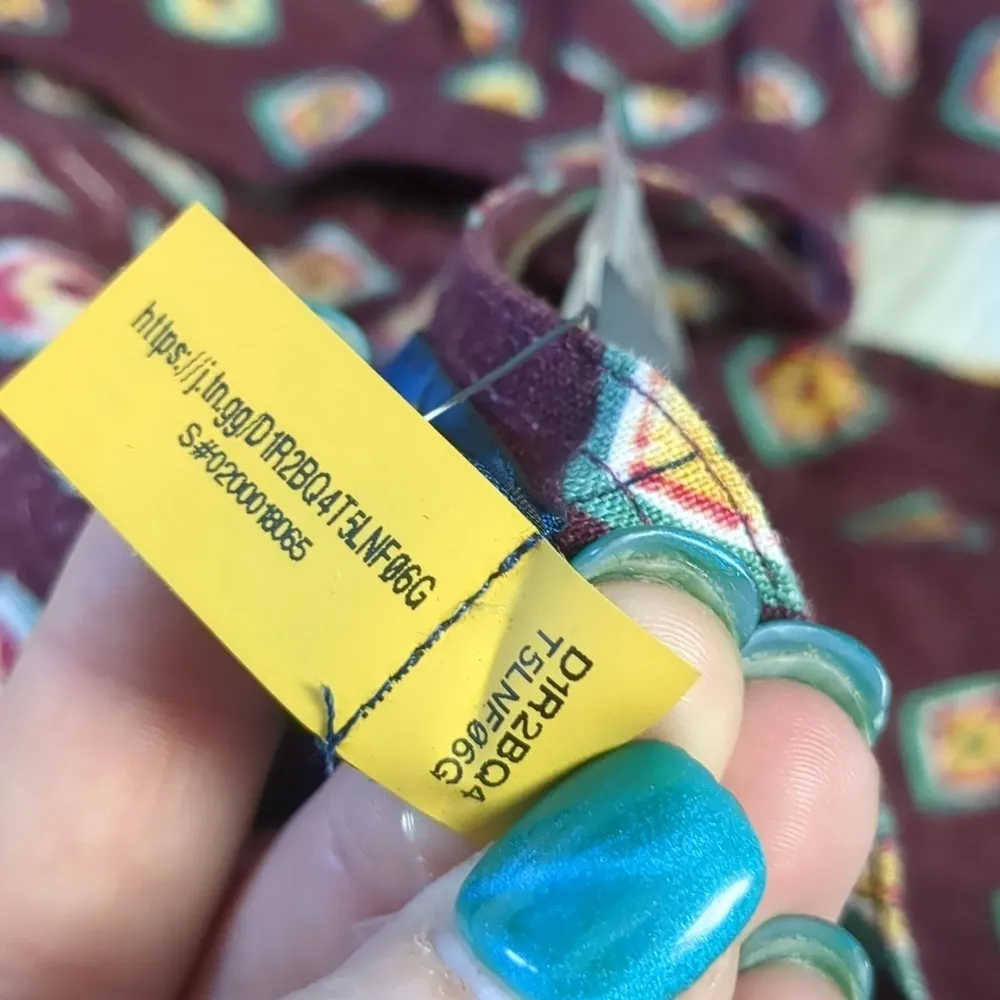 https://j.tn.gg/D1R2BQ4T5LNF06G
S#0200018065
D1R2BQ4
T5LNF06G